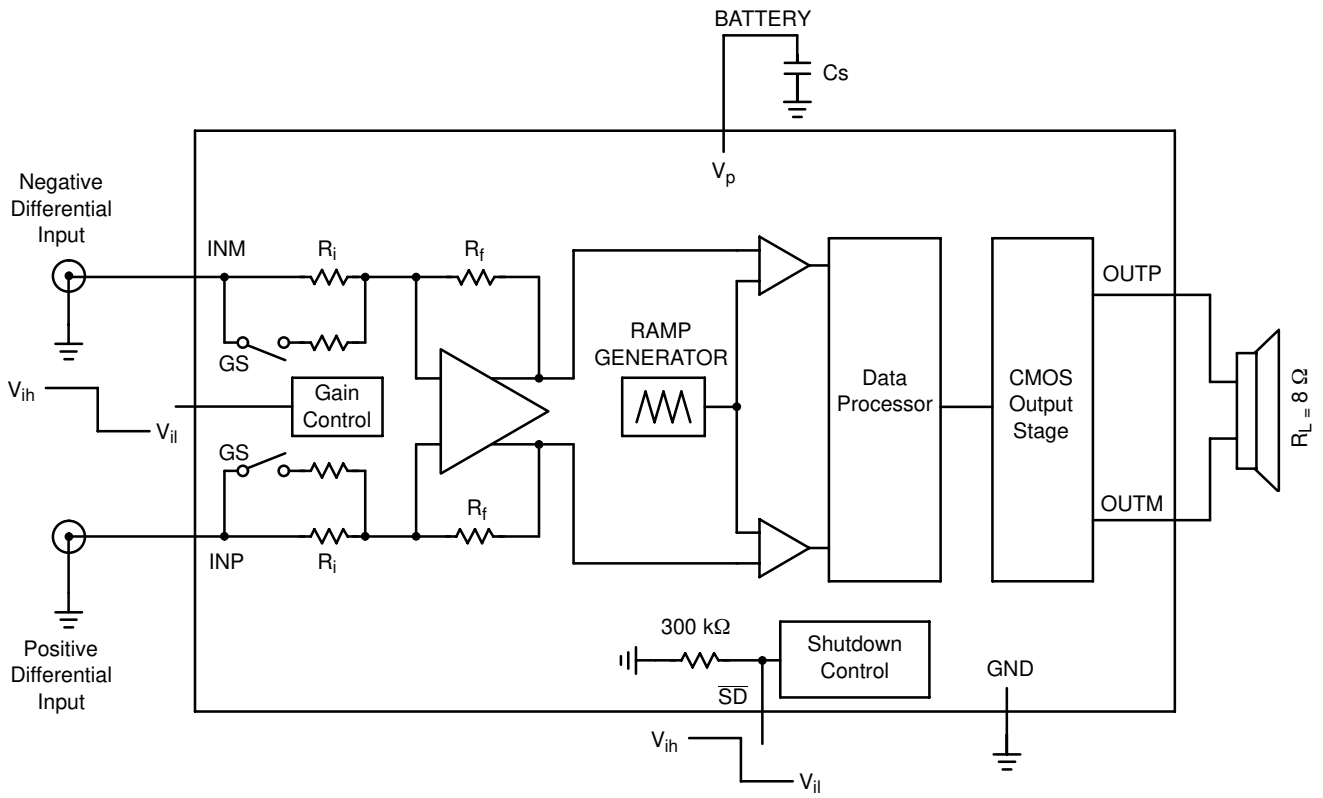 BATTERY
Cs
Vp
Negative
Differential
Input
INM
Ri
Rf
OUTP
RAMP
GENERATOR
GS
Vih
Gain
Control
Data
Processor
CMOS
Output
Stage
RL = 8 Ω
Vil
GS
Rf
OUTM
INP
Ri
Positive
Differential
Input
300 kΩ
Shutdown
Control
GND
SD
Vih
Vil